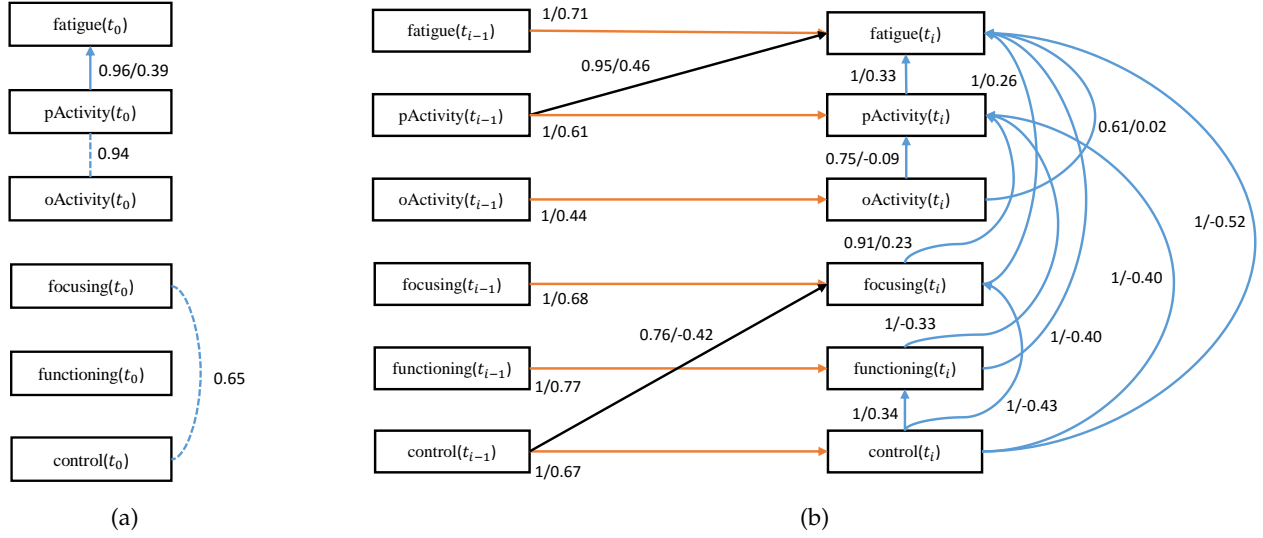 fatigue(t₀)
0.96/0.39
pActivity(t₀)
0.94
oActivity(t₀)
focusing(t₀)
functioning(t₀)
0.65
control(t₀)
(a)
1/0.71
fatigue(tᵢ₋₁)
fatigue(tᵢ)
0.95/0.46
1/0.33
1/0.26
pActivity(tᵢ₋₁)
pActivity(tᵢ)
1/0.61
0.61/0.02
0.75/-0.09
oActivity(tᵢ₋₁)
oActivity(tᵢ)
1/0.44
1/-0.52
0.91/0.23
focusing(tᵢ₋₁)
focusing(tᵢ)
1/-0.40
1/0.68
0.76/-0.42
1/-0.33
1/-0.40
functioning(tᵢ₋₁)
functioning(tᵢ)
1/0.77
1/0.34
1/-0.43
control(tᵢ₋₁)
control(tᵢ)
1/0.67
(b)